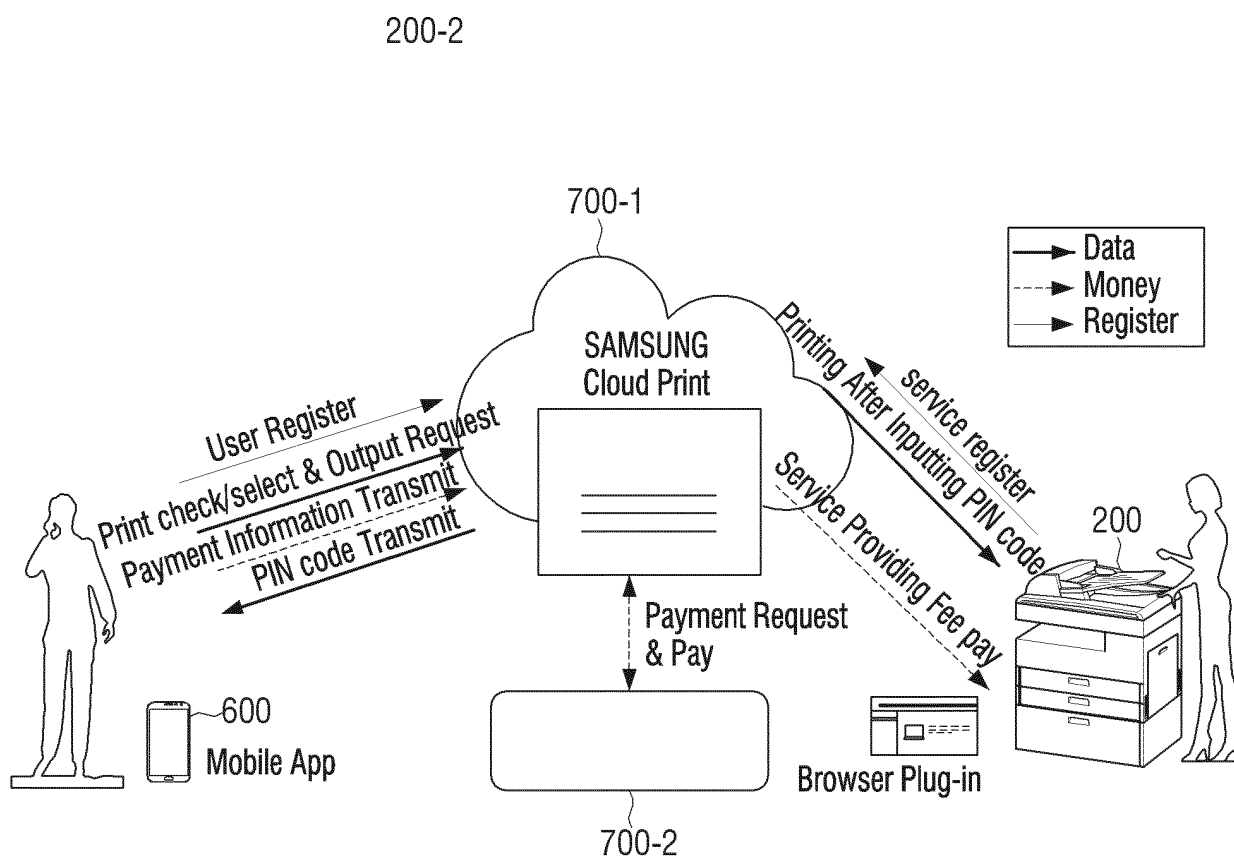 200-2
700-1
Data
Money
Register
SAMSUNG
Cloud Print
User Register
Print check/select & Output Request
Payment Information Transmit
PIN code Transmit
service register
Printing After Inputting PIN code
Service Providing Fee pay
200
Payment Request
& Pay
600
Mobile App
Browser Plug-in
700-2